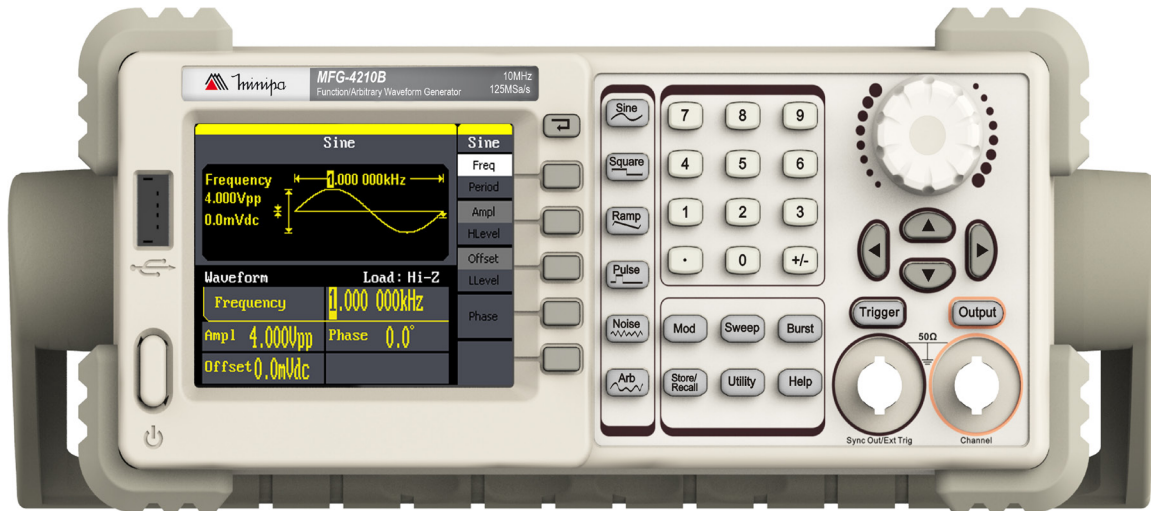 minipa
MFG-4210B
Function/Arbitrary Waveform Generator
10MHz
125MSa/s
Sine
Sine
Frequency
1.000 000kHz
4.000Vpp
0.0mVdc
Freq
Period
Ampl
HLevel
Offset
LLevel
Phase
Waveform
Load: Hi-Z
Frequency
1.000 000kHz
Ampl 4.000Vpp
Phase 0.0°
Offset 0.0mVdc
Sine
Square
Ramp
Pulse
Noise
Arb
7 8 9
4 5 6
1 2 3
· 0 +/-
Mod Sweep Burst
Store/Recall Utility Help
Trigger
Output
50Ω
Sync Out/Ext Trig
Channel